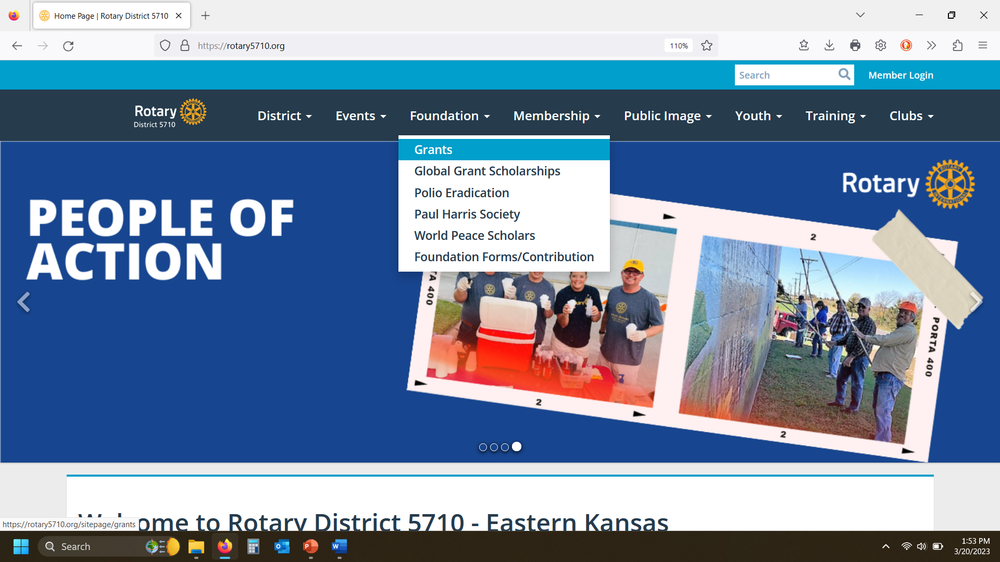 Home Page | Rotary District 5710
https://rotary5710.org
110%
Search
Member Login
Rotary
District 5710
District
Events
Foundation
Membership
Public Image
Youth
Training
Clubs
Grants
Global Grant Scholarships
Polio Eradication
Paul Harris Society
World Peace Scholars
Foundation Forms/Contribution
PEOPLE OF
ACTION
Rotary
ROTARY
INTERNATIONAL
2
PORTA 400
2
2
Welcome to Rotary District 5710 - Eastern Kansas
https://rotary5710.org/sitepage/grants
Search
1:53 PM
3/20/2023